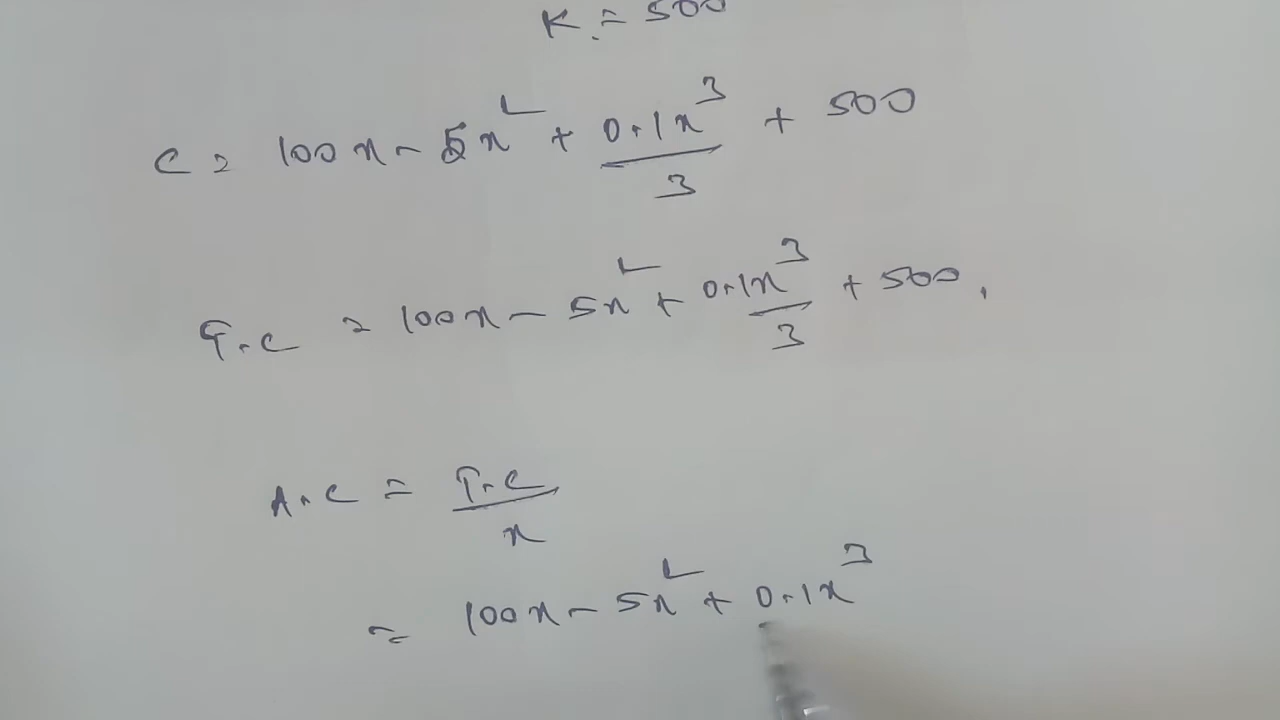 K = 500
C = 100x - 5x² + 0.1x³/3 + 500
T.C = 100x - 5x² + 0.1x³/3 + 500.
A.C = T.C/x
= 100x - 5x² + 0.1x³